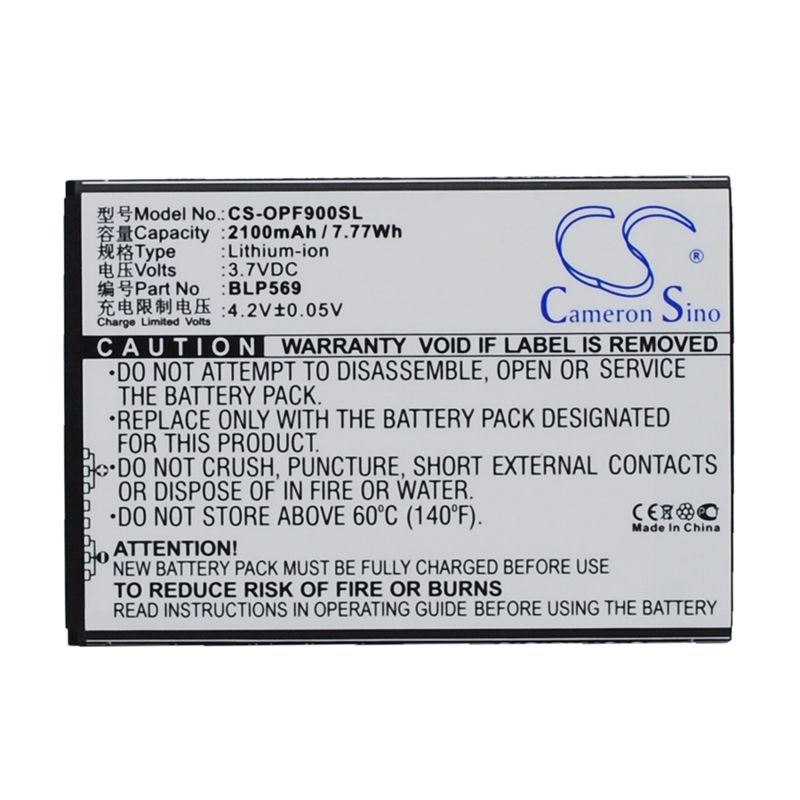 型号Model No.: CS-OPF900SL
容量Capacity: 2100mAh / 7.77Wh
规格Type: Lithium-ion
电压Volts: 3.7VDC
编号Part No.: BLP569
充电限制电压: 4.2V±0.05V
Charge Limited Volts
CS ®
Cameron Sino
CAUTION WARRANTY VOID IF LABEL IS REMOVED
•DO NOT ATTEMPT TO DISASSEMBLE, OPEN OR SERVICE
THE BATTERY PACK.
•REPLACE ONLY WITH THE BATTERY PACK DESIGNATED
FOR THIS PRODUCT.
•DO NOT CRUSH, PUNCTURE, SHORT EXTERNAL CONTACTS
OR DISPOSE OF IN FIRE OR WATER.
•DO NOT STORE ABOVE 60°C (140°F).
CE
Made In China
ATTENTION!
NEW BATTERY PACK MUST BE FULLY CHARGED BEFORE USE
TO REDUCE RISK OF FIRE OR BURNS
READ INSTRUCTIONS IN OPERATING GUIDE BEFORE USING THE BATTERY